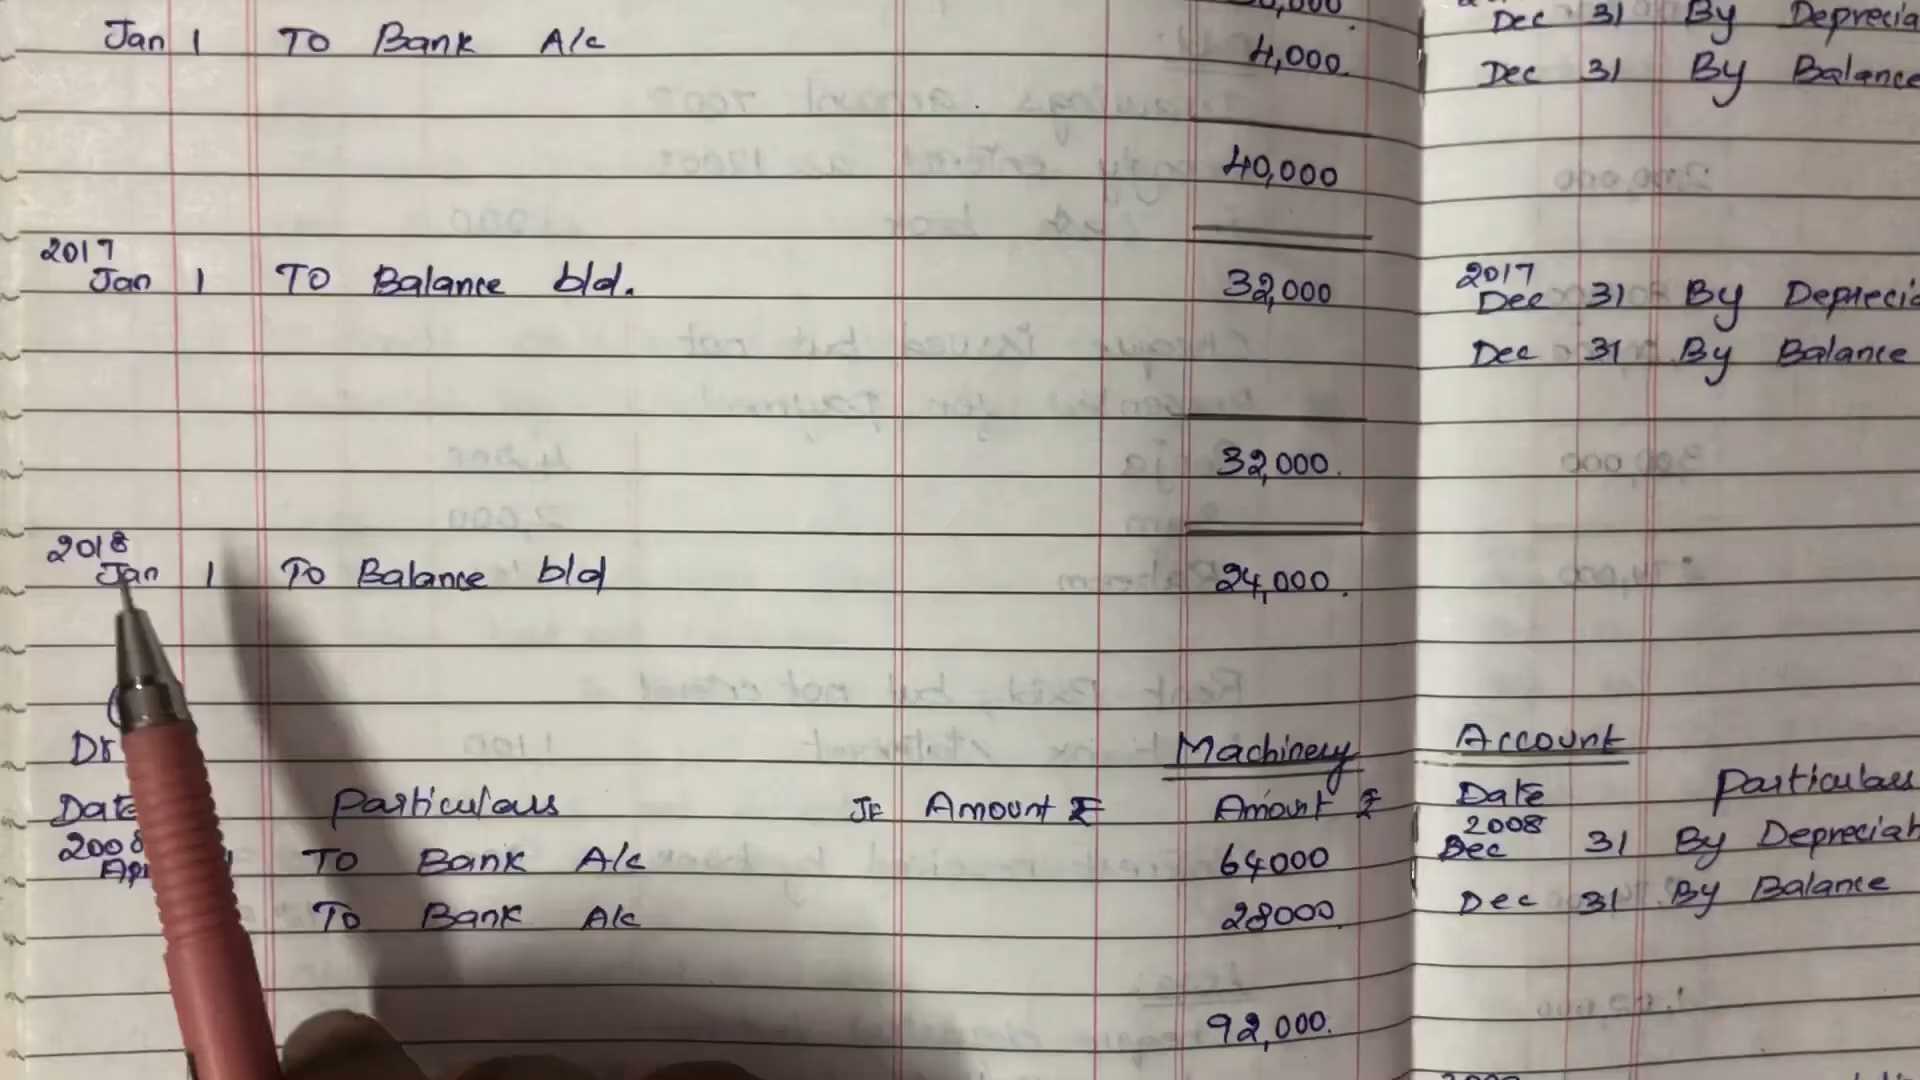 Jan 1 To Bank A/c 4,000. Dec 31 By Deprecia
Dec 31 By Balance
40,000
2017 2017
Jan 1 To Balance b/d. 32,000 Dec 31 By Deprecia
Dec 31 By Balance
32,000.
2018
Jan 1 To Balance b/d 24,000.
Dr Machinery Account
Date Particulars JF Amount ₹ Amount ₹ Date Particulars
2008 2008
To Bank A/c 64000 Dec 31 By Depreciat
To Bank A/c 28000 Dec 31 By Balance
92,000.